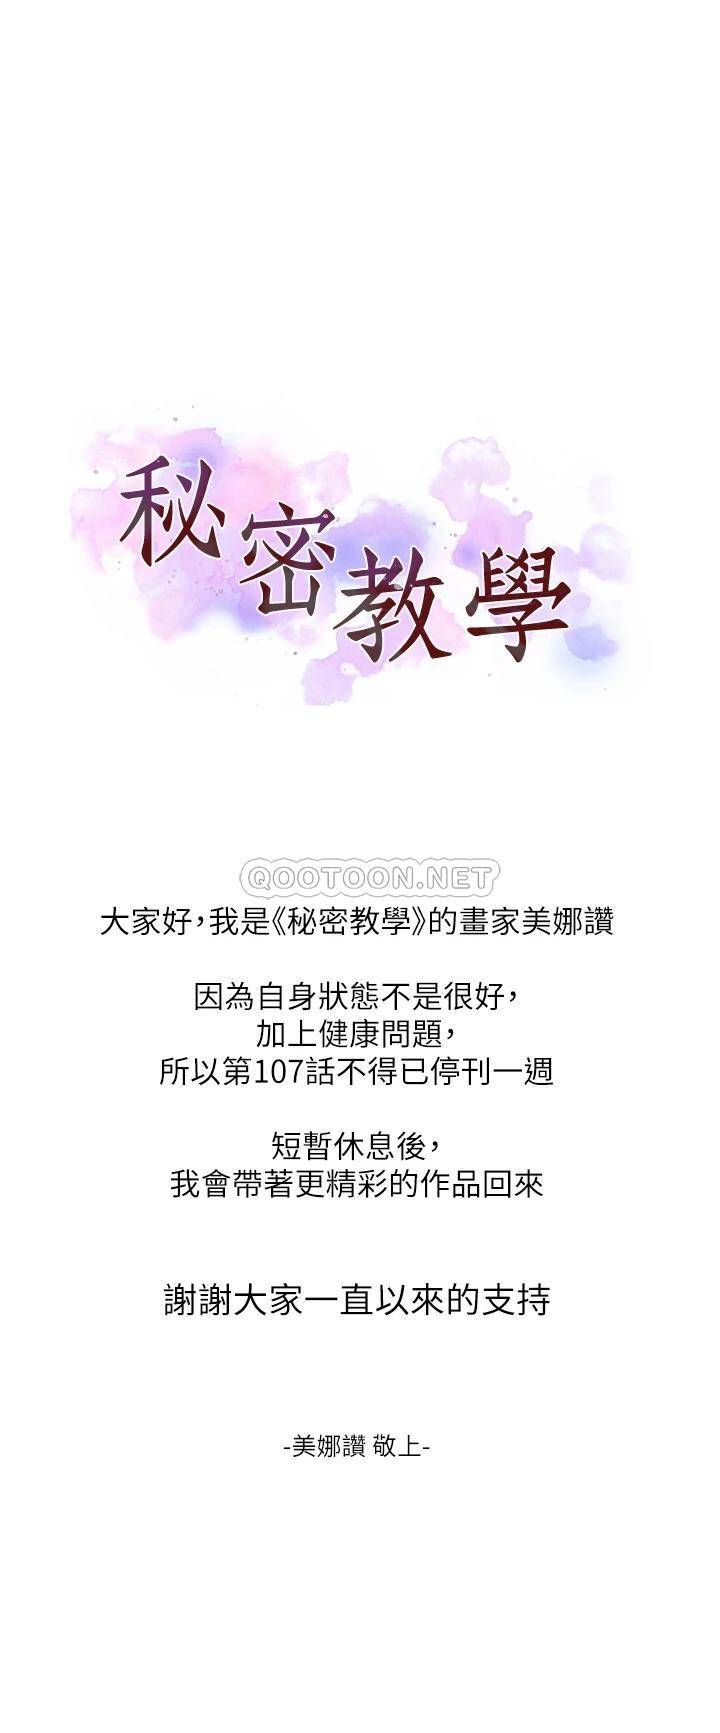 秘密教學
QOOTOON.NET
大家好,我是《秘密教學》的畫家美娜讚
因為自身狀態不是很好,
加上健康問題,
所以第107話不得已停刊一週
短暫休息後,
我會帶著更精彩的作品回來
謝謝大家一直以來的支持
-美娜讚 敬上-